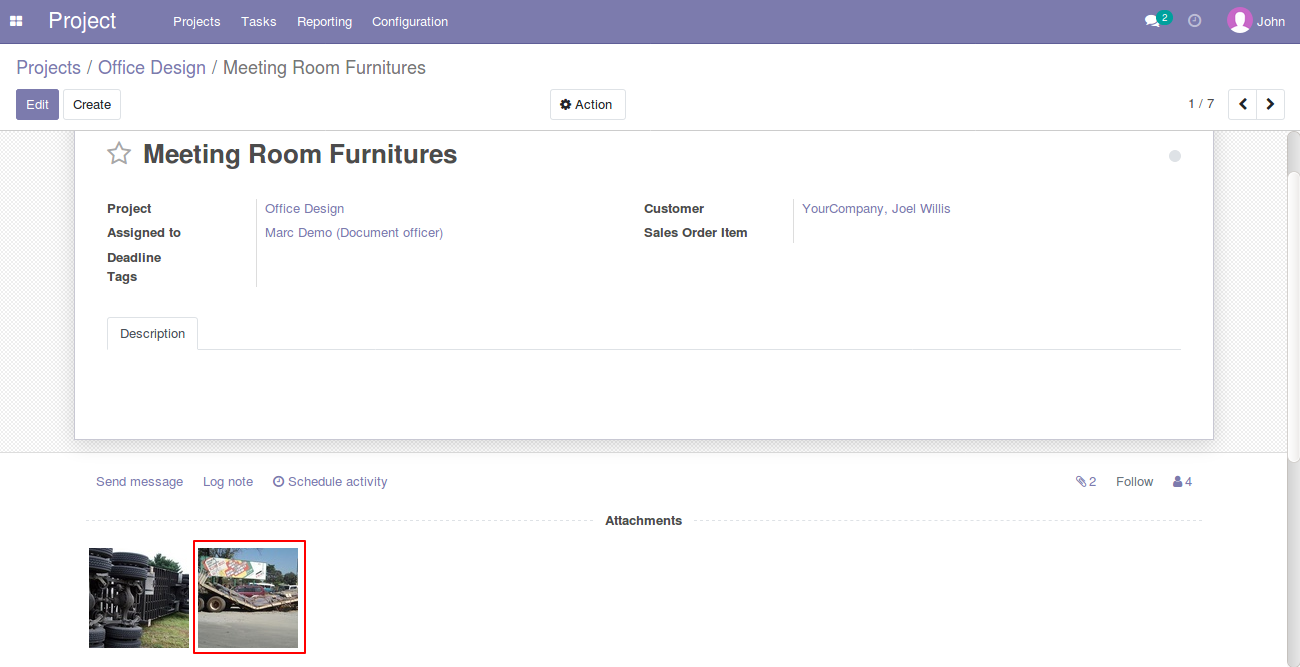 Project Projects Tasks Reporting Configuration 2 John
Projects / Office Design / Meeting Room Furnitures
Edit Create Action 1 / 7
Meeting Room Furnitures
Project Office Design Customer YourCompany, Joel Willis
Assigned to Marc Demo (Document officer) Sales Order Item
Deadline
Tags
Description
Send message Log note Schedule activity 2 Follow 4
Attachments